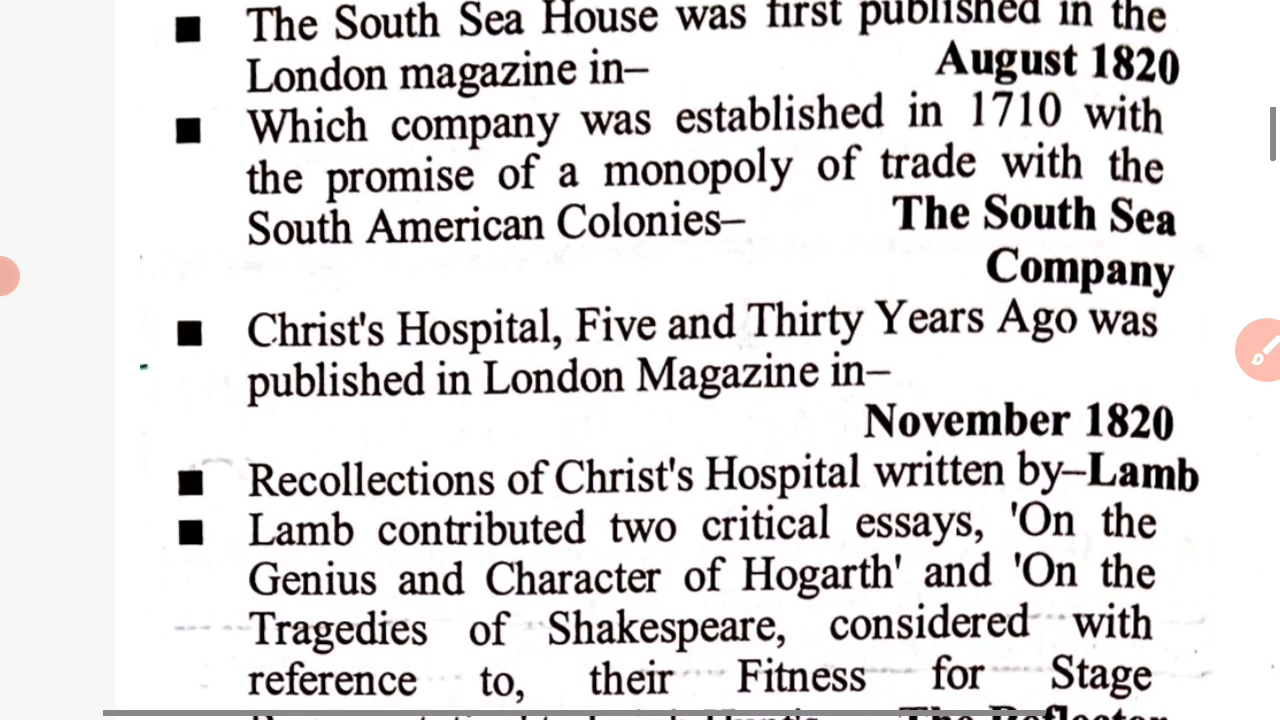 ■ The South Sea House was first published in the
London magazine in– August 1820
■ Which company was established in 1710 with
the promise of a monopoly of trade with the
South American Colonies– The South Sea
Company
■ Christ's Hospital, Five and Thirty Years Ago was
published in London Magazine in–
November 1820
■ Recollections of Christ's Hospital written by–Lamb
■ Lamb contributed two critical essays, 'On the
Genius and Character of Hogarth' and 'On the
Tragedies of Shakespeare, considered with
reference to, their Fitness for Stage
The Reflector